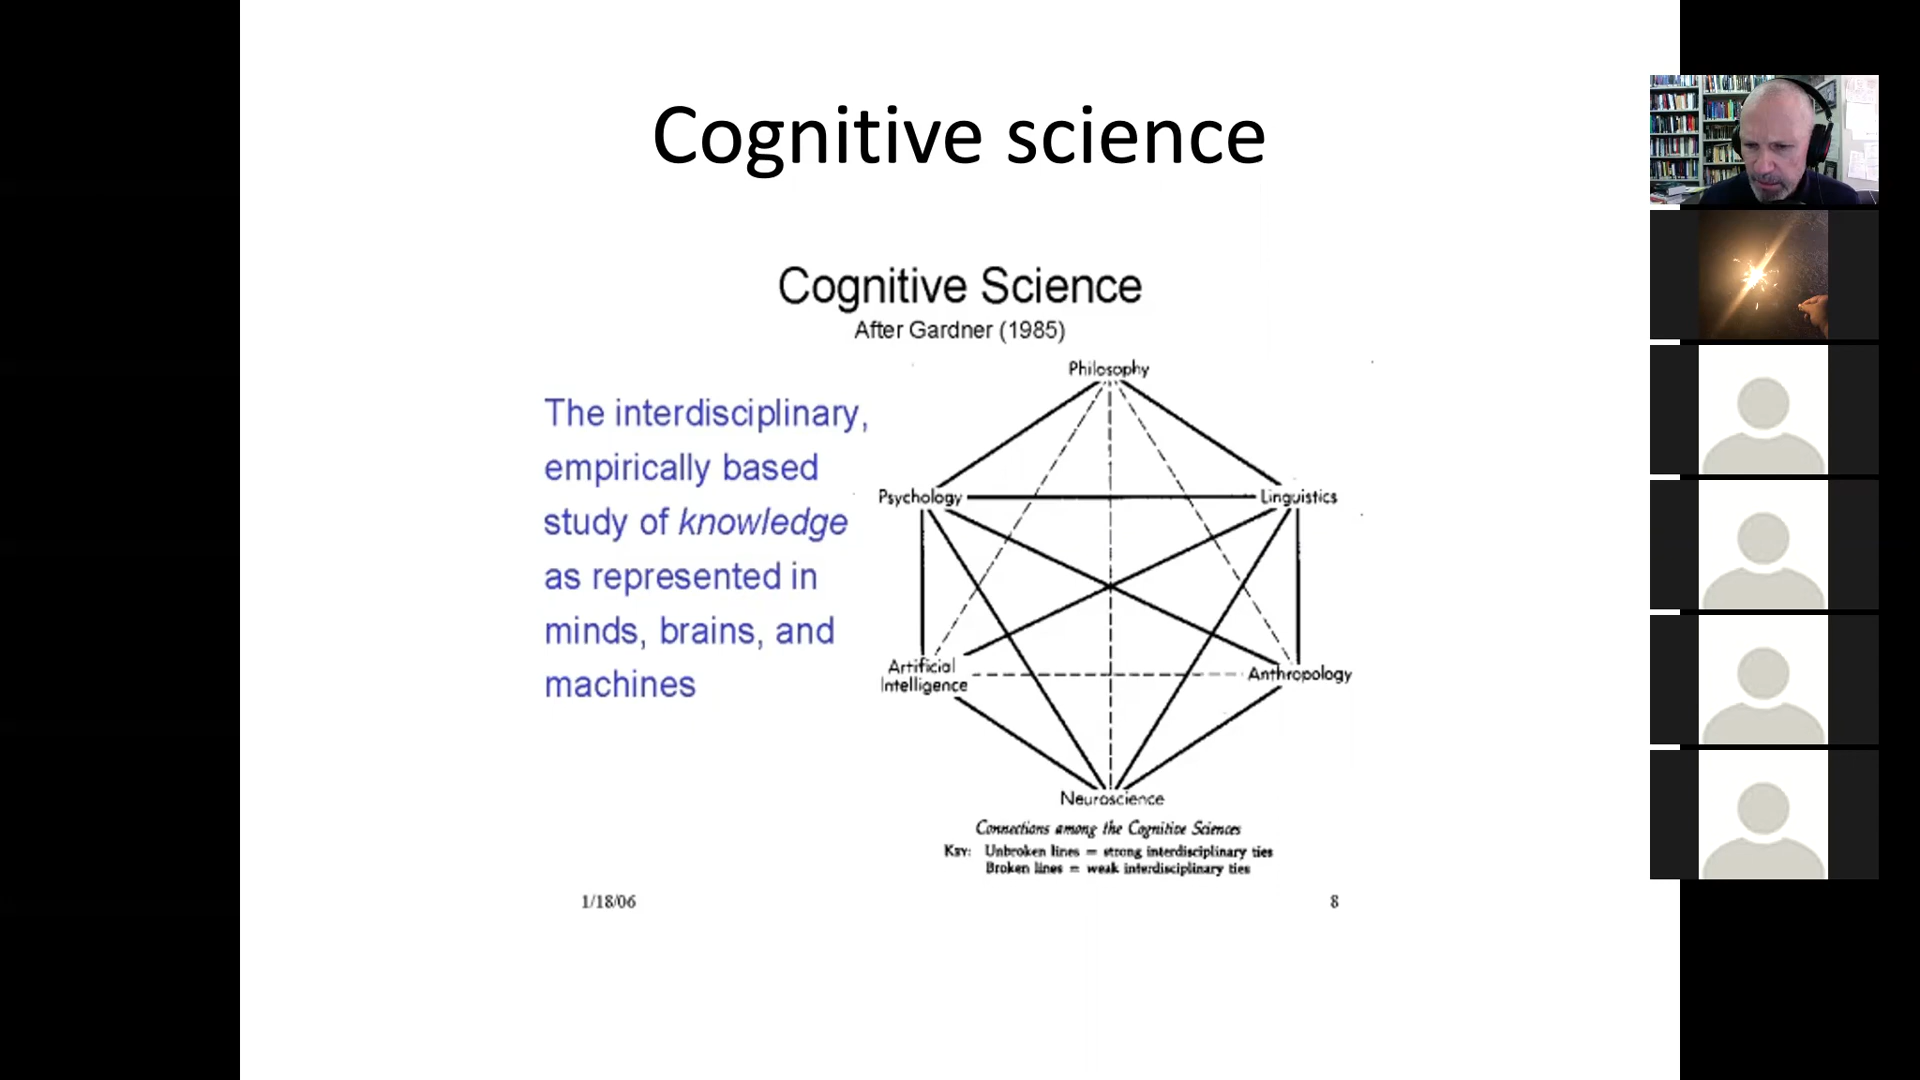 Cognitive science
Cognitive Science
After Gardner (1985)
The interdisciplinary,
empirically based
study of knowledge
as represented in
minds, brains, and
machines
Philosophy
Psychology
Linguistics
Artificial
Intelligence
Anthropology
Neuroscience
Connections among the Cognitive Sciences
KEY: Unbroken lines = strong interdisciplinary ties
Broken lines = weak interdisciplinary ties
1/18/06
8